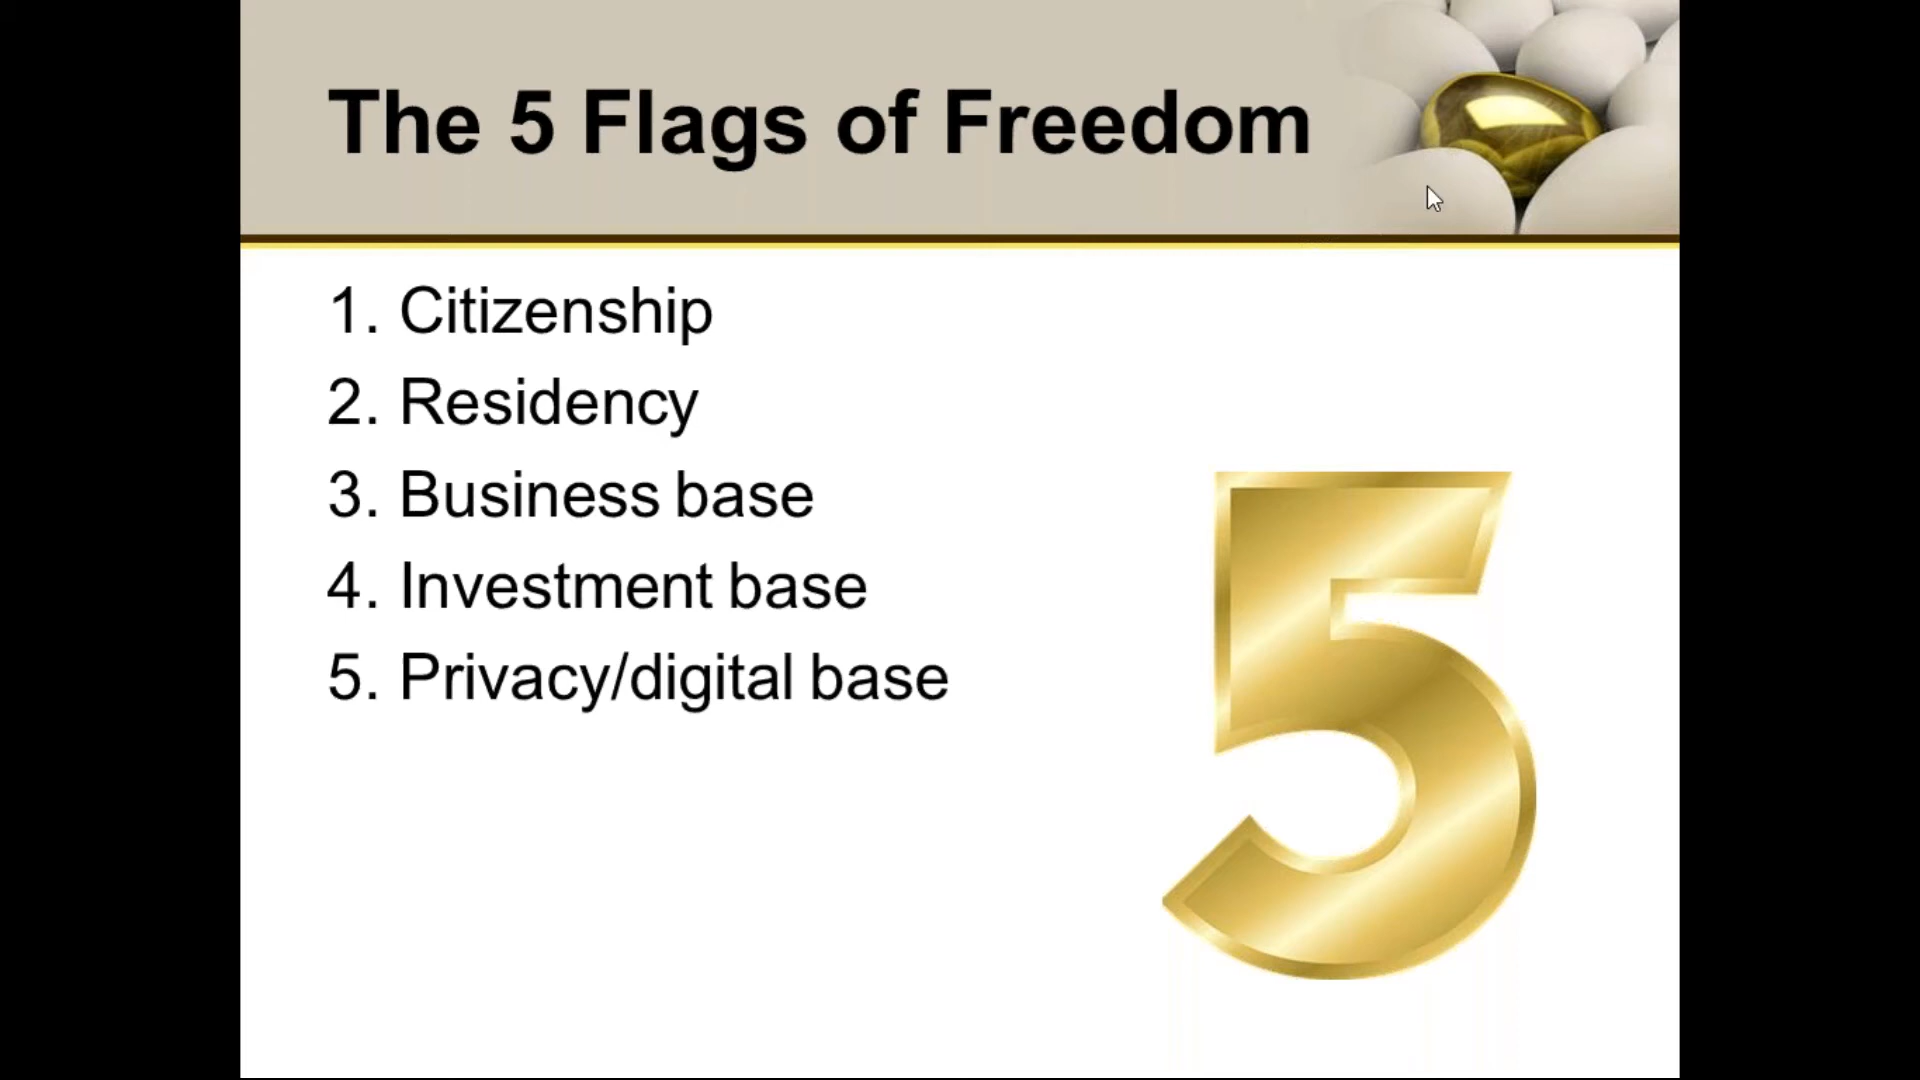 The 5 Flags of Freedom
1. Citizenship
2. Residency
3. Business base
4. Investment base
5. Privacy/digital base
5